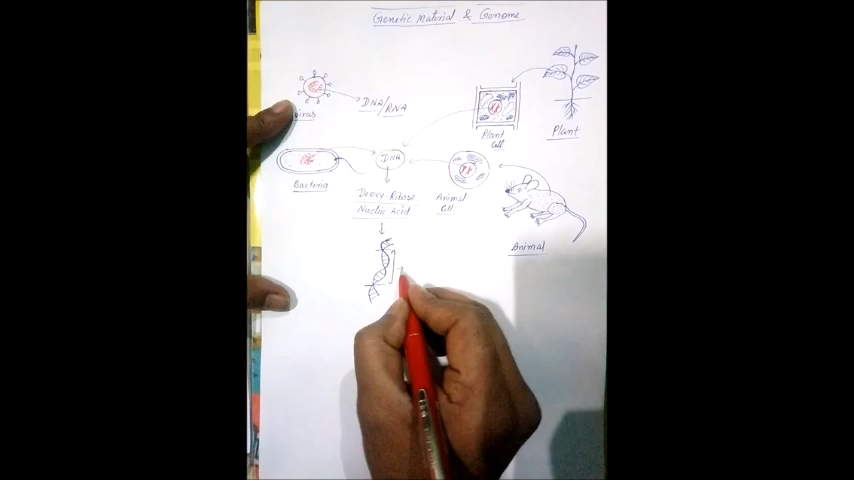 Genetic Material & Genome
Virus
DNA/RNA
Plant
Cell
Plant
Bacteria
DNA
Animal
Cell
Deoxy-Ribose
Nucleic Acid
Animal